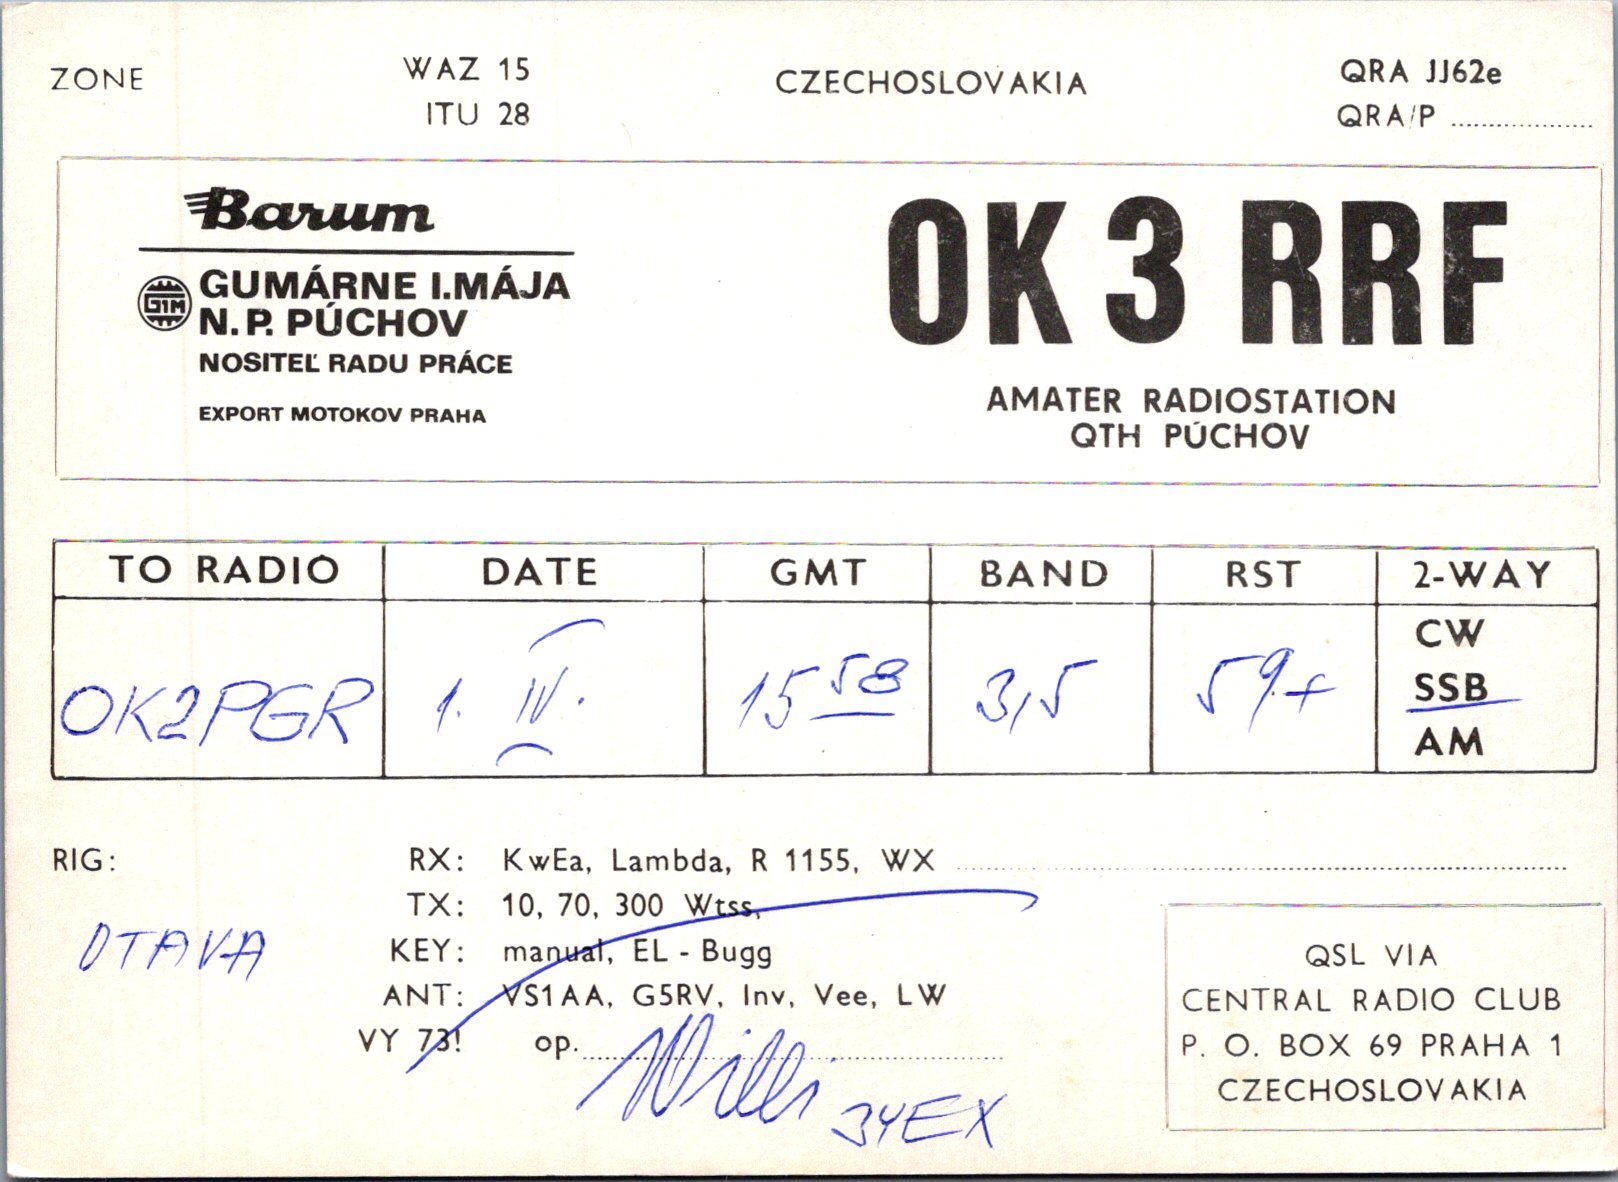 ZONE WAZ 15 CZECHOSLOVAKIA QRA JJ62e
ITU 28 QRA/P
Barum
GUMÁRNE I.MÁJA
G1M
N.P. PÚCHOV
NOSITEĽ RADU PRÁCE
EXPORT MOTOKOV PRAHA
OK3RRF
AMATER RADIOSTATION
QTH PÚCHOV
TO RADIO DATE GMT BAND RST 2-WAY
OK2PGR 1. IV. 15 58 3,5 59+ CW
SSB
AM
RIG: RX: KwEa, Lambda, R 1155, WX
TX: 10, 70, 300 Wtss,
OTAVA KEY: manual, EL - Bugg
ANT: VS1AA, G5RV, Inv, Vee, LW
VY 73! op. Willi 3YEX
QSL VIA
CENTRAL RADIO CLUB
P. O. BOX 69 PRAHA 1
CZECHOSLOVAKIA